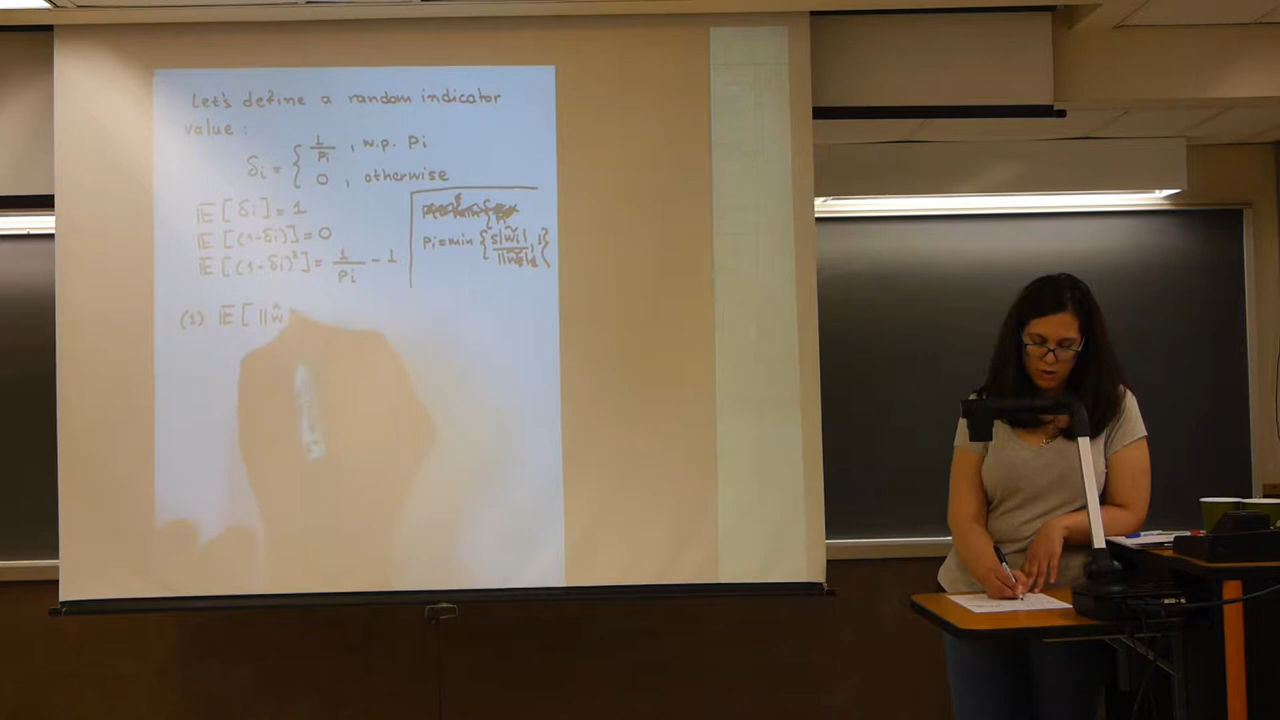 Let's define a random indicator
value:
δi = { 1/Pi , w.p. Pi
0 , otherwise
𝔼[δi] = 1
𝔼[(1-δi)] = 0
𝔼[(1-δi)²] = 1/Pi - 1
Pi = min { s|w̃i| / ||w̃||1 , 1 }
(1) 𝔼[||ŵ